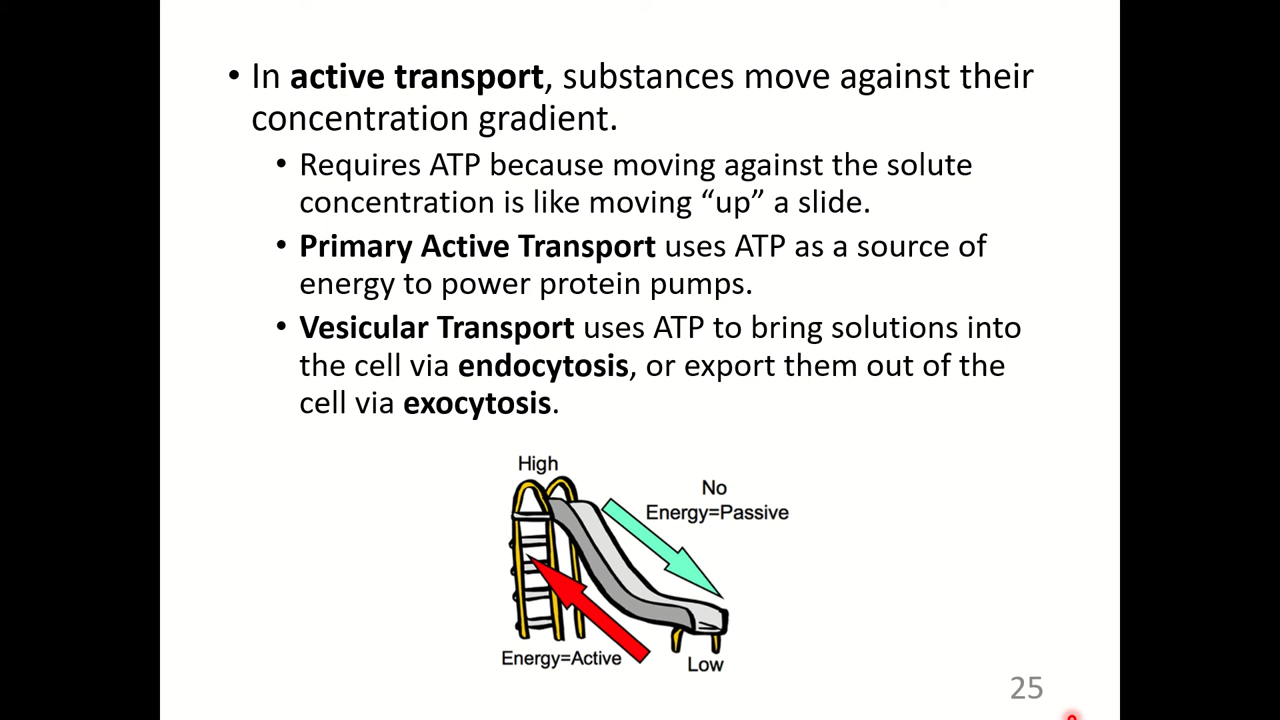 • In active transport, substances move against their
concentration gradient.
• Requires ATP because moving against the solute
concentration is like moving “up” a slide.
• Primary Active Transport uses ATP as a source of
energy to power protein pumps.
• Vesicular Transport uses ATP to bring solutions into
the cell via endocytosis, or export them out of the
cell via exocytosis.
High
No
Energy=Passive
Energy=Active
Low
25